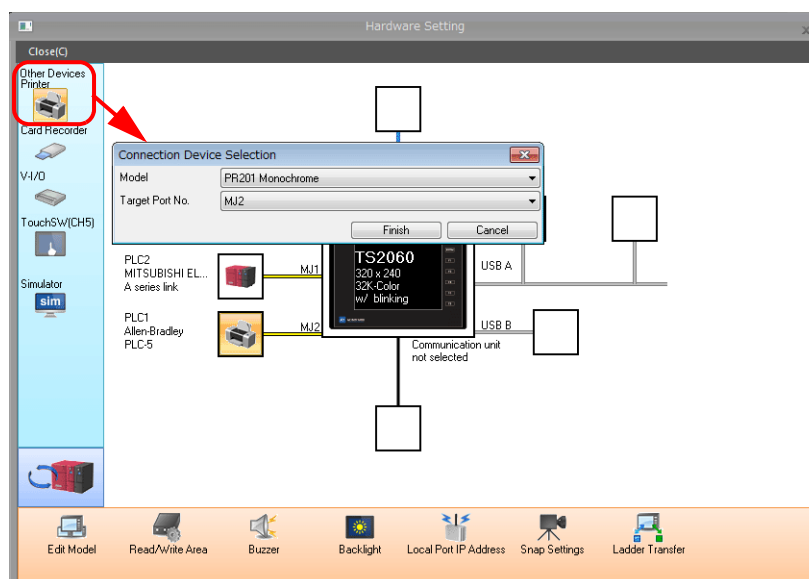 Hardware Setting
Close(C)
Other Devices
Printer
Card Recorder
V-I/O
TouchSW(CH5)
Simulator
sim
Connection Device Selection
Model
PR201 Monochrome
Target Port No.
MJ2
Finish
Cancel
PLC2
MITSUBISHI EL...
A series link
MJ1
TS2060
320 x 240
32K-Color
w/ blinking
USB A
PLC1
Allen-Bradley
PLC-5
MJ2
USB B
Communication unit
not selected
Edit Model
Read/Write Area
Buzzer
Backlight
Local Port IP Address
Snap Settings
Ladder Transfer